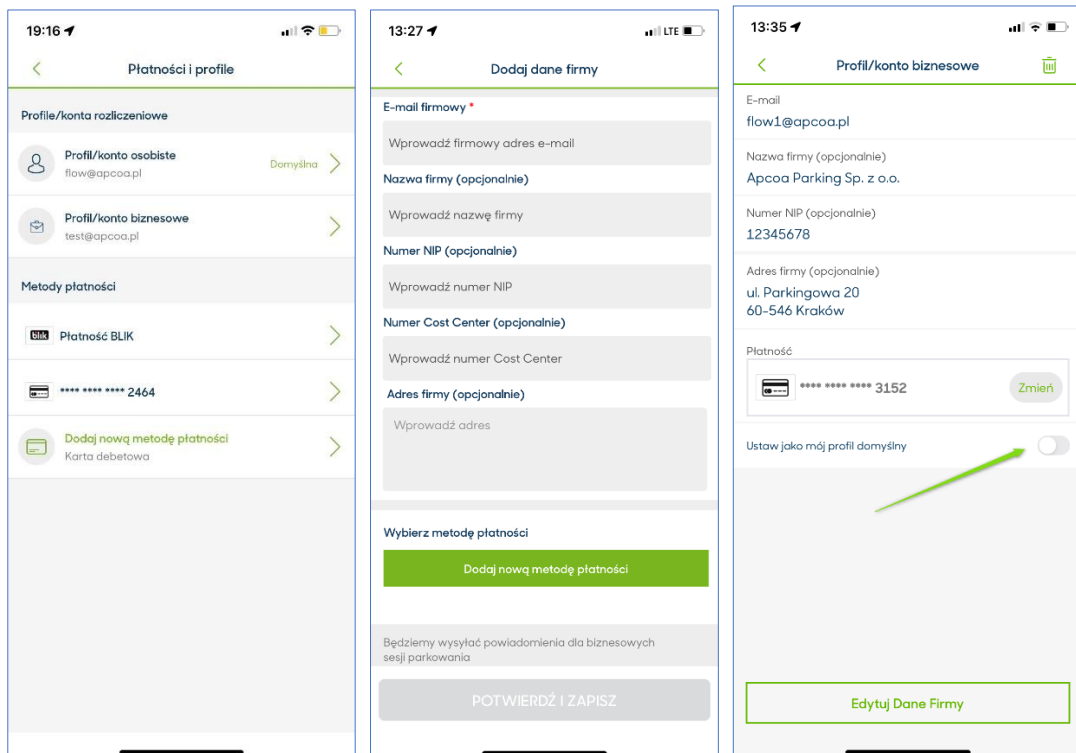 19:16
Płatności i profile
Profile/konta rozliczeniowe
Profil/konto osobiste
flow@apcoa.pl
Domyślna
Profil/konto biznesowe
test@apcoa.pl
Metody płatności
blik Płatność BLIK
**** **** **** 2464
Dodaj nową metodę płatności
Karta debetowa
13:27
LTE
Dodaj dane firmy
E-mail firmowy *
Wprowadź firmowy adres e-mail
Nazwa firmy (opcjonalnie)
Wprowadź nazwę firmy
Numer NIP (opcjonalnie)
Wprowadź numer NIP
Numer Cost Center (opcjonalnie)
Wprowadź numer Cost Center
Adres firmy (opcjonalnie)
Wprowadź adres
Wybierz metodę płatności
Dodaj nową metodę płatności
Będziemy wysyłać powiadomienia dla biznesowych
sesji parkowania
POTWIERDŹ I ZAPISZ
13:35
Profil/konto biznesowe
E-mail
flow1@apcoa.pl
Nazwa firmy (opcjonalnie)
Apcoa Parking Sp. z o.o.
Numer NIP (opcjonalnie)
12345678
Adres firmy (opcjonalnie)
ul. Parkingowa 20
60-546 Kraków
Płatność
**** **** **** 3152
Zmień
Ustaw jako mój profil domyślny
Edytuj Dane Firmy